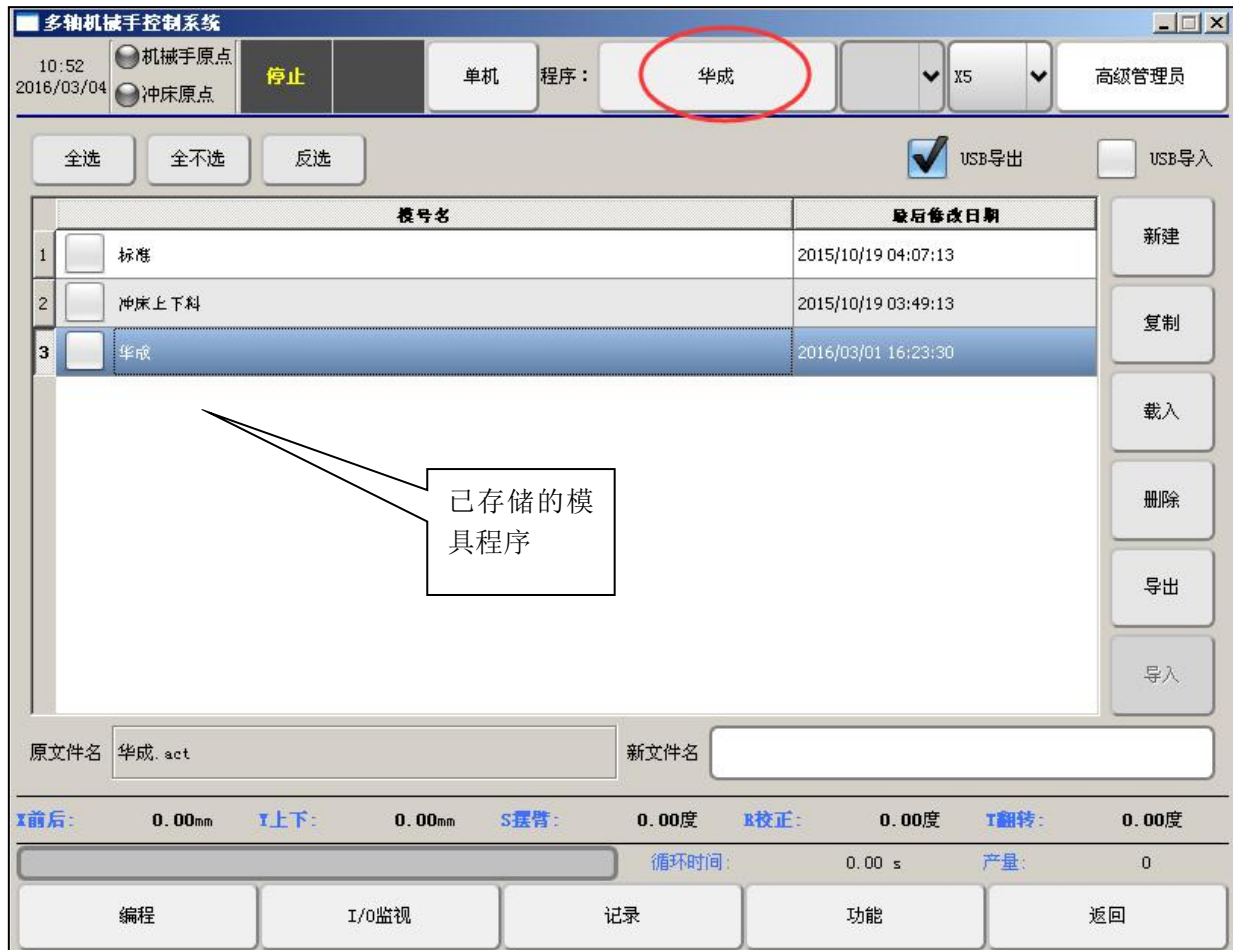 多轴机械手控制系统
10:52
2016/03/04
机械手原点
冲床原点
停止
单机
程序：
华成
X5
高级管理员
全选
全不选
反选
USB导出
USB导入
模号名
最后修改日期
1
标准
2015/10/19 04:07:13
2
冲床上下料
2015/10/19 03:49:13
3
华成
2016/03/01 16:23:30
新建
复制
载入
删除
导出
导入
已存储的模
具程序
原文件名
华成.act
新文件名
X前后:
0.00mm
Y上下:
0.00mm
S摆臂:
0.00度
R校正:
0.00度
T翻转:
0.00度
循环时间:
0.00 s
产量:
0
编程
I/O监视
记录
功能
返回